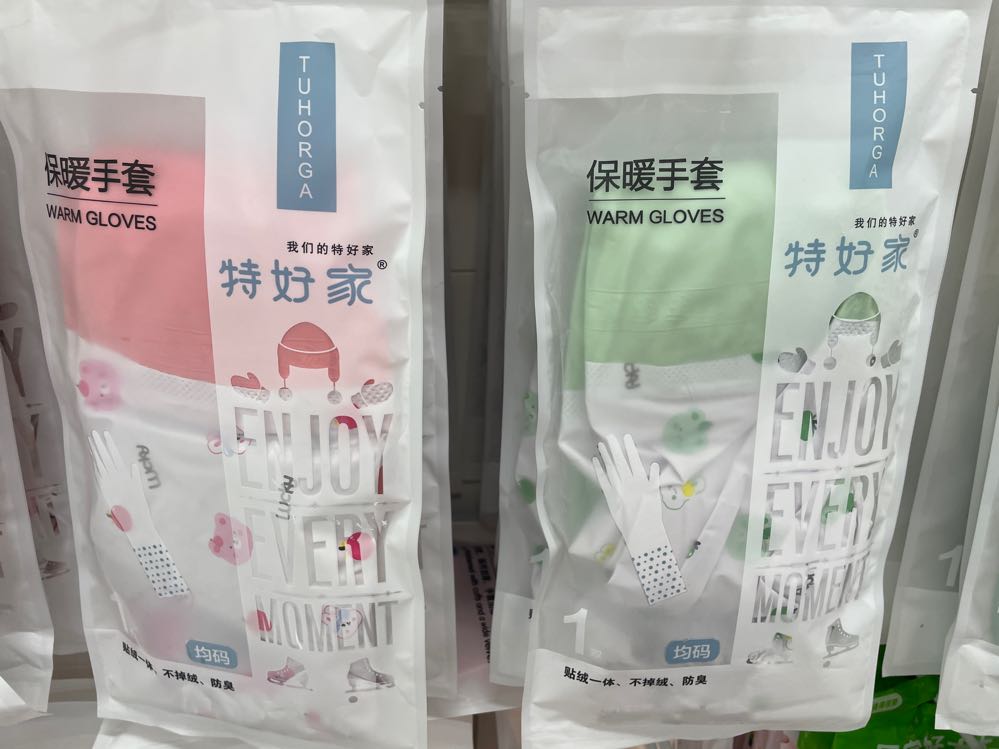 TUHORGA
保暖手套
WARM GLOVES
我们的特好家
特好家®
ENJOY
EVERY
MOMENT
Lucky
Lucky
均码
贴绒一体、不掉绒、防臭
TUHORGA
保暖手套
WARM GLOVES
我们的特好家
特好家®
ENJOY
EVERY
MOMENT
1
均码
贴绒一体、不掉绒、防臭
1